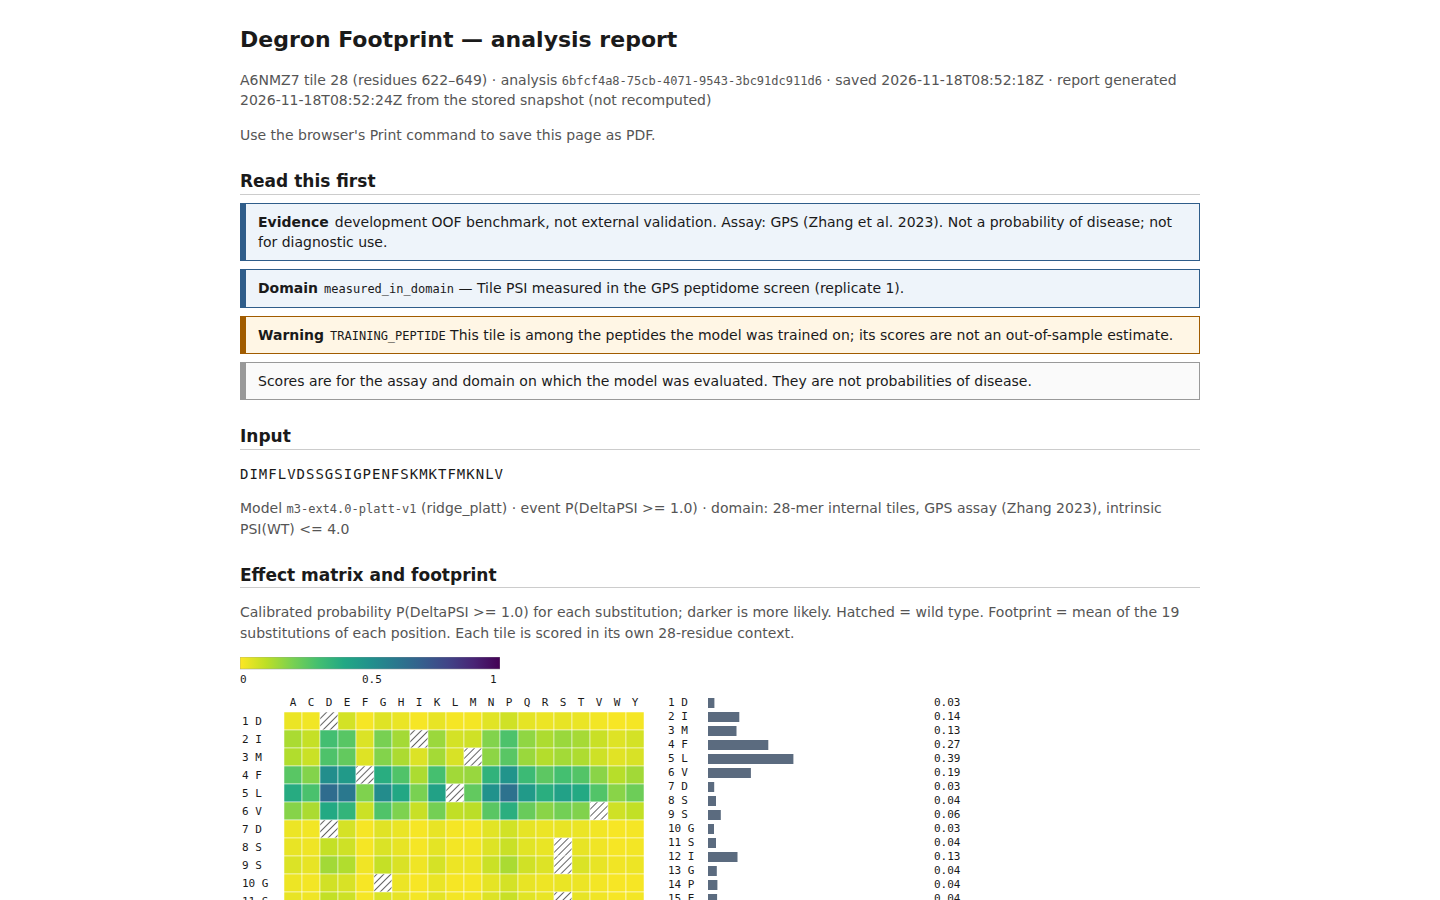 Degron Footprint — analysis report
A6NMZ7 tile 28 (residues 622–649) · analysis 6bfcf4a8-75cb-4071-9543-3bc91dc911d6 · saved 2026-11-18T08:52:18Z · report generated
2026-11-18T08:52:24Z from the stored snapshot (not recomputed)
Use the browser's Print command to save this page as PDF.
Read this first
Evidence development OOF benchmark, not external validation. Assay: GPS (Zhang et al. 2023). Not a probability of disease; not
for diagnostic use.
Domain measured_in_domain — Tile PSI measured in the GPS peptidome screen (replicate 1).
Warning TRAINING_PEPTIDE This tile is among the peptides the model was trained on; its scores are not an out-of-sample estimate.
Scores are for the assay and domain on which the model was evaluated. They are not probabilities of disease.
Input
DIMFLVDSSGSIGPENFSKMKTFMKNLV
Model m3-ext4.0-platt-v1 (ridge_platt) · event P(DeltaPSI >= 1.0) · domain: 28-mer internal tiles, GPS assay (Zhang 2023), intrinsic
PSI(WT) <= 4.0
Effect matrix and footprint
Calibrated probability P(DeltaPSI >= 1.0) for each substitution; darker is more likely. Hatched = wild type. Footprint = mean of the 19
substitutions of each position. Each tile is scored in its own 28-residue context.
0 0.5 1
A C D E F G H I K L M N P Q R S T V W Y
1 D
2 I
3 M
4 F
5 L
6 V
7 D
8 S
9 S
10 G
11 S
1 D 0.03
2 I 0.14
3 M 0.13
4 F 0.27
5 L 0.39
6 V 0.19
7 D 0.03
8 S 0.04
9 S 0.06
10 G 0.03
11 S 0.04
12 I 0.13
13 G 0.04
14 P 0.04
15 E 0.04